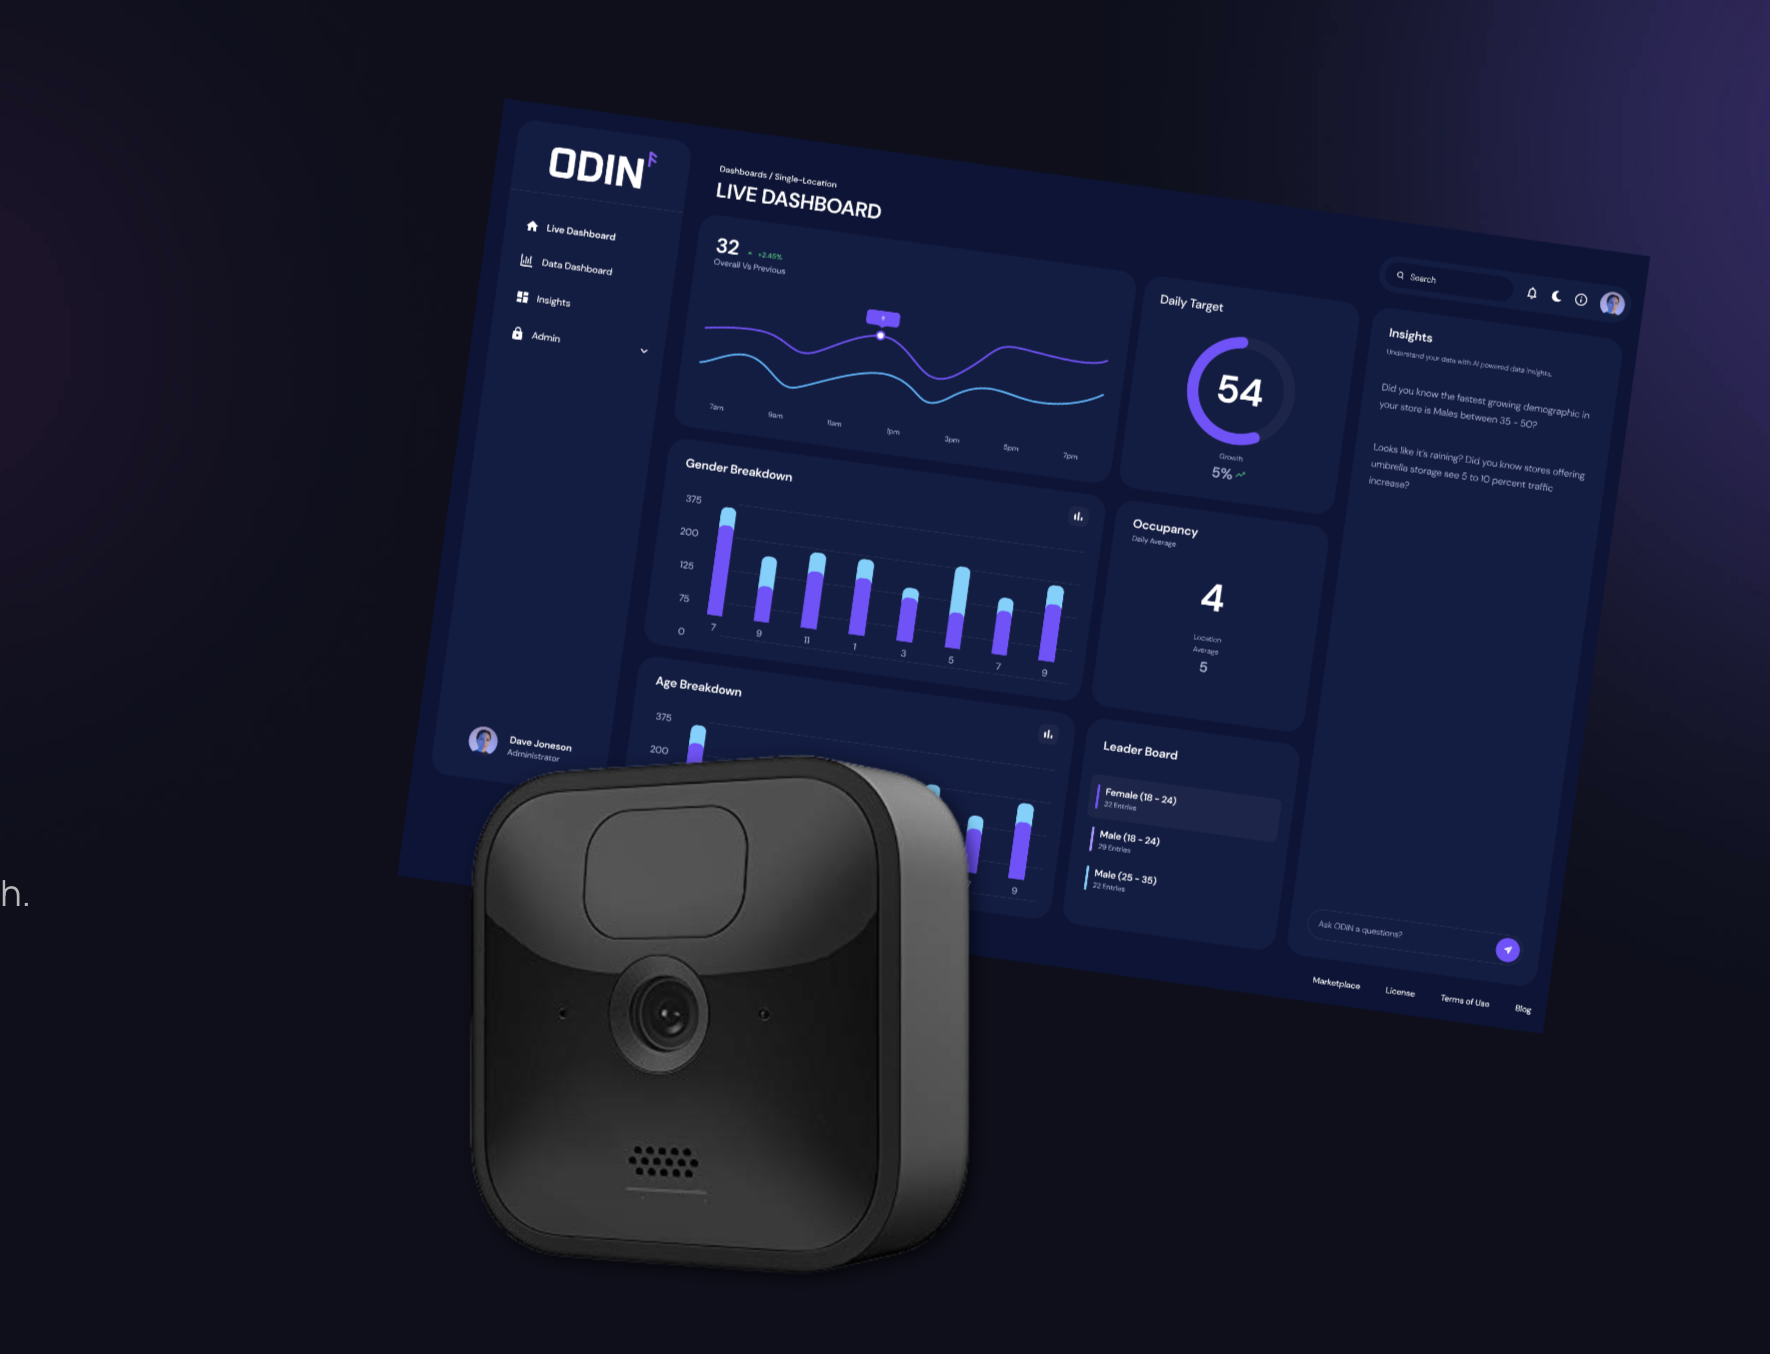 h.
ODIN
Live Dashboard
Data Dashboard
Insights
Admin
Dave Joneson
Administrator
Dashboards / Single-Location
LIVE DASHBOARD
32 +2.45%
Overall Vs Previous
7am 9am 11am 1pm 3pm 5pm 7pm
Gender Breakdown
375
200
125
75
0
7 9 11 1 3 5 7 9
Age Breakdown
375
200
9
Daily Target
54
Growth
5%
Occupancy
Daily Average
4
Location
Average
5
Leader Board
Female (18 - 24)
Male (18 - 24)
29 Entries
Male (25 - 35)
22 Entries
Search
Insights
Understand your data with AI powered data insights.
Did you know the fastest growing demographic in
your store is Males between 35 - 50?
Looks like it's raining? Did you know stores offering
umbrella storage see 5 to 10 percent traffic
increase?
Ask ODIN a questions?
Marketplace License Terms of Use Blog